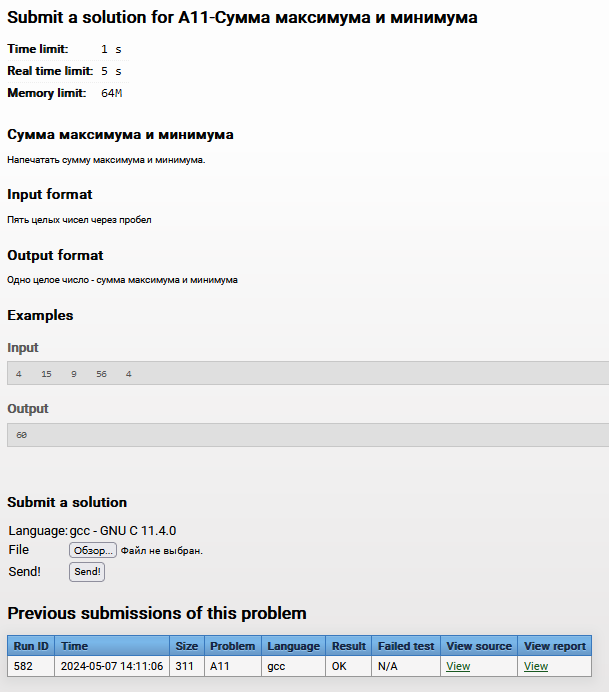 Submit a solution for A11-Сумма максимума и минимума
Time limit: 1 s
Real time limit: 5 s
Memory limit: 64M
Сумма максимума и минимума
Напечатать сумму максимума и минимума.
Input format
Пять целых чисел через пробел
Output format
Одно целое число - сумма максимума и минимума
Examples
Input
4 15 9 56 4
Output
60
Submit a solution
Language: gcc - GNU C 11.4.0
File Обзор... Файл не выбран.
Send! Send!
Previous submissions of this problem
Run ID Time Size Problem Language Result Failed test View source View report
582 2024-05-07 14:11:06 311 A11 gcc OK N/A View View